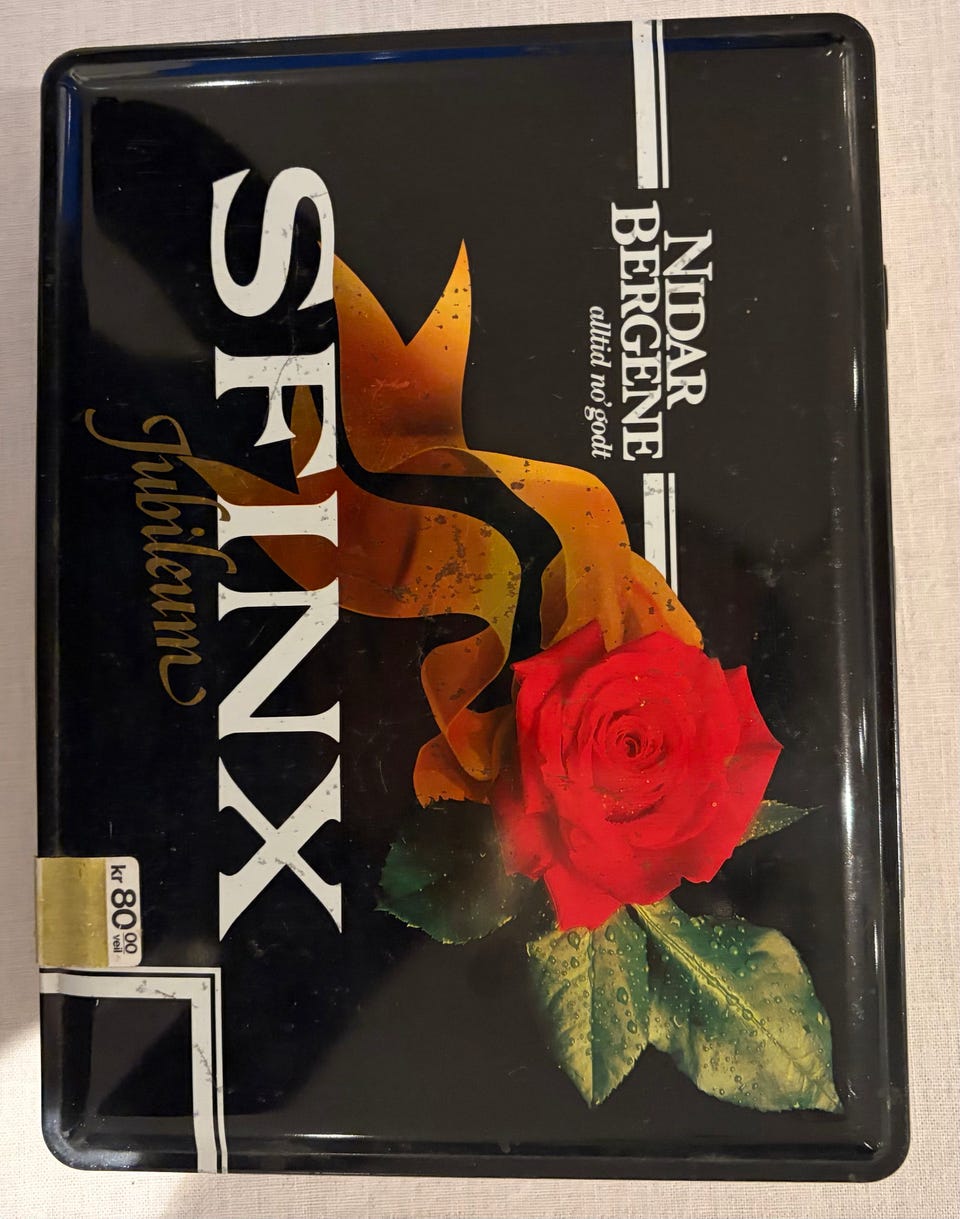 NIDAR
BERGENE
alltid no'godt
SFINX
Jubileum
kr 80 00
veil